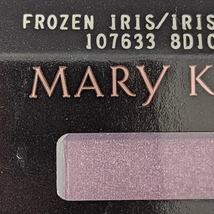 FROZEN IRIS/IRIS
107633 8D1C
MARY K